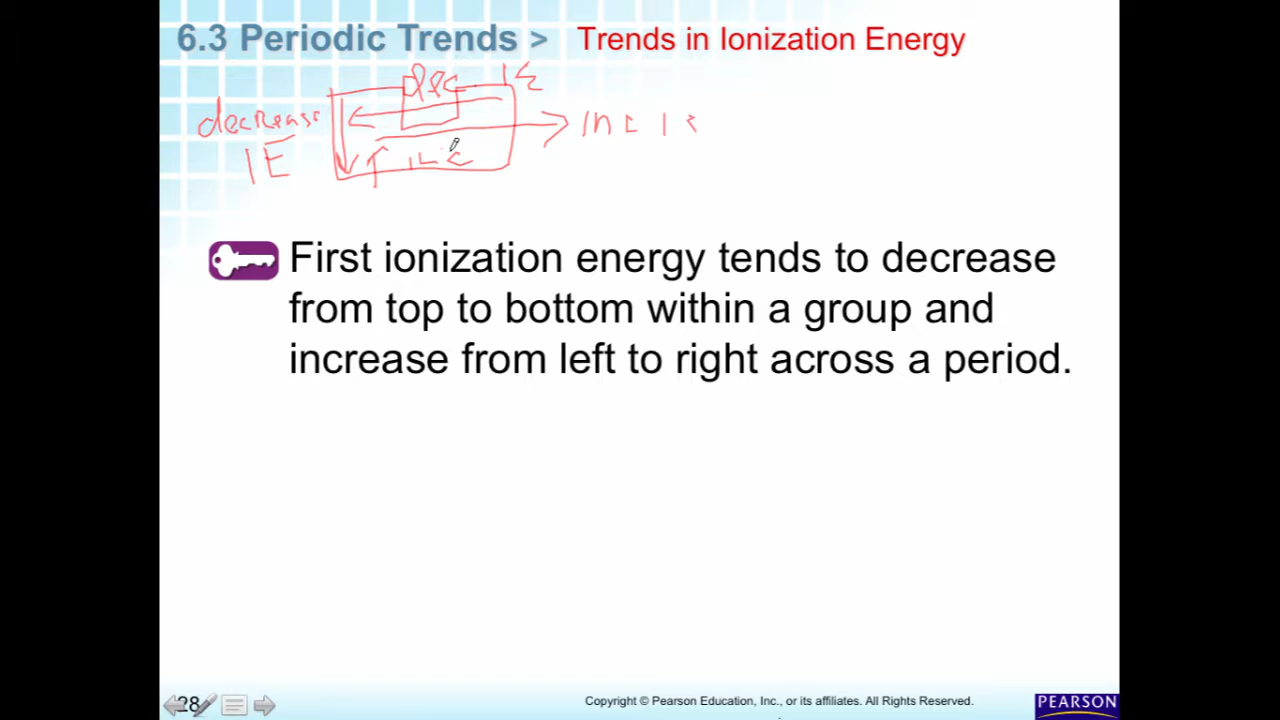 6.3 Periodic Trends > Trends in Ionization Energy
IE
decrease
inc I
IE
First ionization energy tends to decrease
from top to bottom within a group and
increase from left to right across a period.
28
Copyright © Pearson Education, Inc., or its affiliates. All Rights Reserved.
PEARSON